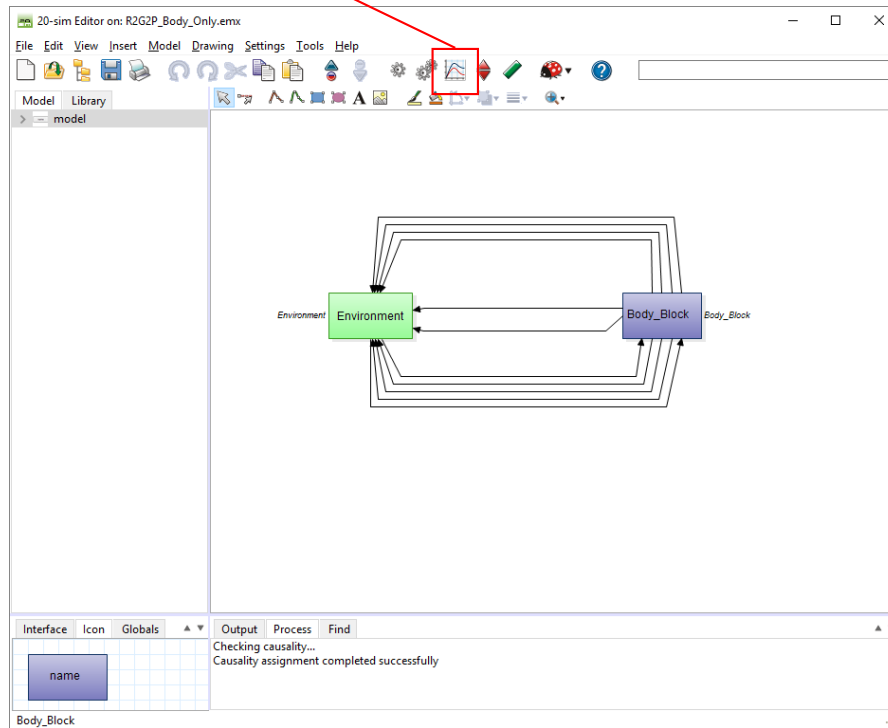 20-sim Editor on: R2G2P_Body_Only.emx
File Edit View Insert Model Drawing Settings Tools Help
Model Library
model
Environment Environment Body_Block Body_Block
Interface Icon Globals
Output Process Find
Checking causality...
Causality assignment completed successfully
name
Body_Block